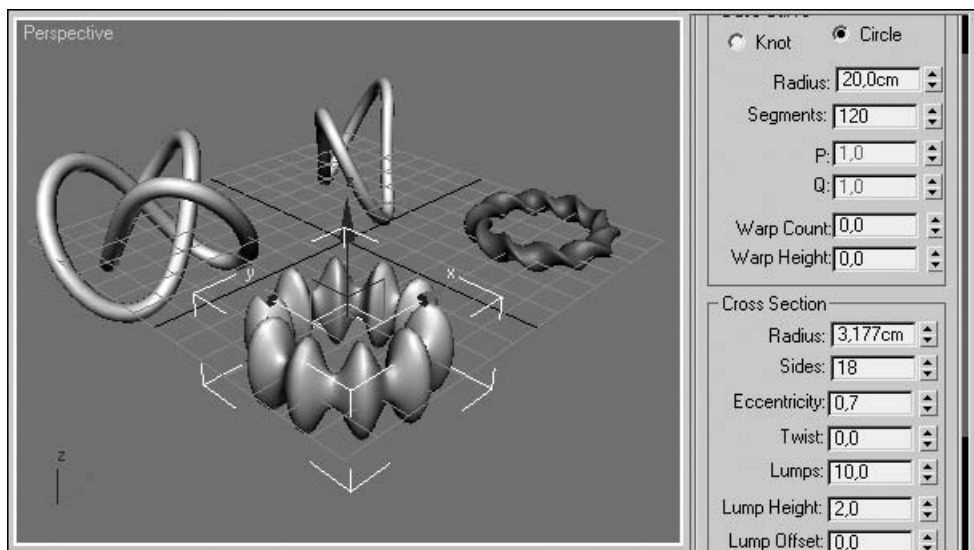 Perspective
Base Curve
Knot
Circle
Radius: 20,0cm
Segments: 120
P: 1,0
Q: 1,0
Warp Count: 0,0
Warp Height: 0,0
Cross Section
Radius: 3,177cm
Sides: 18
Eccentricity: 0,7
Twist: 0,0
Lumps: 10,0
Lump Height: 2,0
Lump Offset: 0,0
z
y
x
z